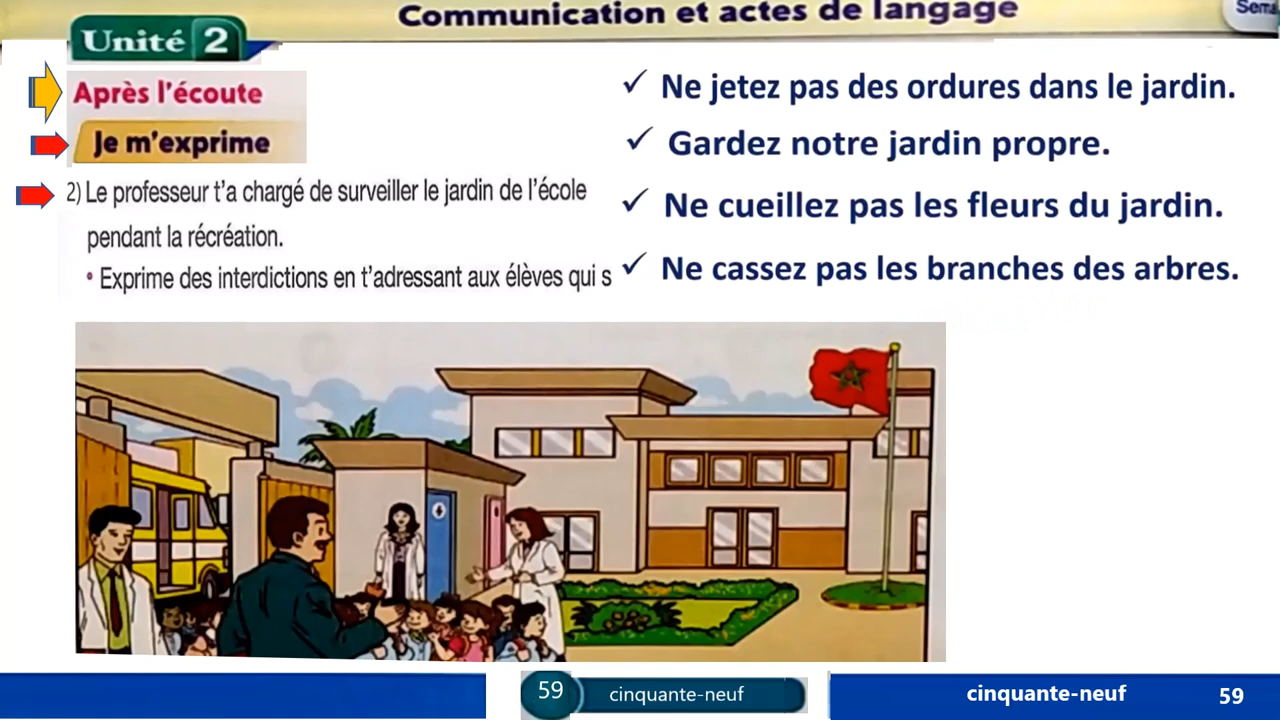 Communication et actes de langage
Sema
Unité 2
Après l'écoute
Je m'exprime
2) Le professeur t'a chargé de surveiller le jardin de l'école
pendant la récréation.
• Exprime des interdictions en t'adressant aux élèves qui s
✓ Ne jetez pas des ordures dans le jardin.
✓ Gardez notre jardin propre.
✓ Ne cueillez pas les fleurs du jardin.
✓ Ne cassez pas les branches des arbres.
59 cinquante-neuf
cinquante-neuf 59